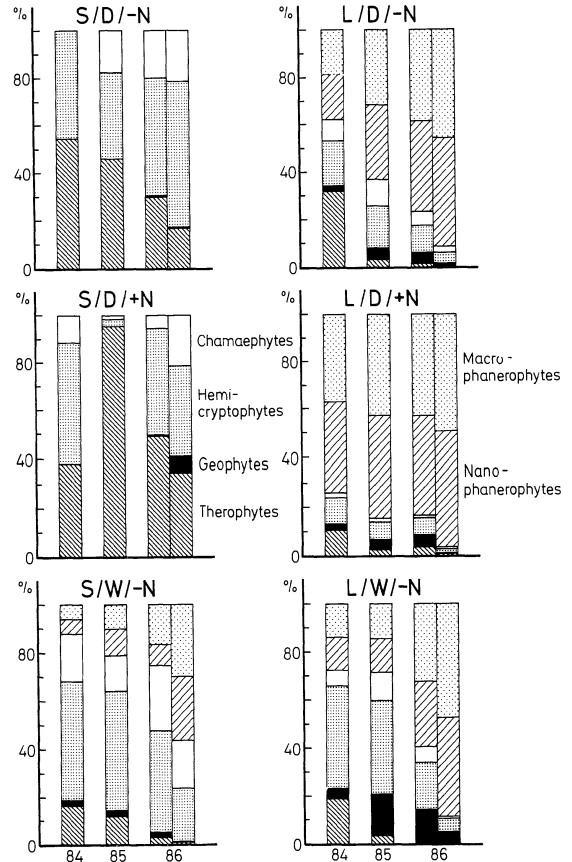 % S/D/-N
80
40
0
% L/D/-N
80
40
0
% S/D/+N
80
40
0
Chamaephytes
Hemi-
cryptophytes
Geophytes
Therophytes
% L/D/+N
80
40
0
Macro-
phanerophytes
Nano-
phanerophytes
% S/W/-N
80
40
0
84 85 86
% L/W/-N
80
40
0
84 85 86